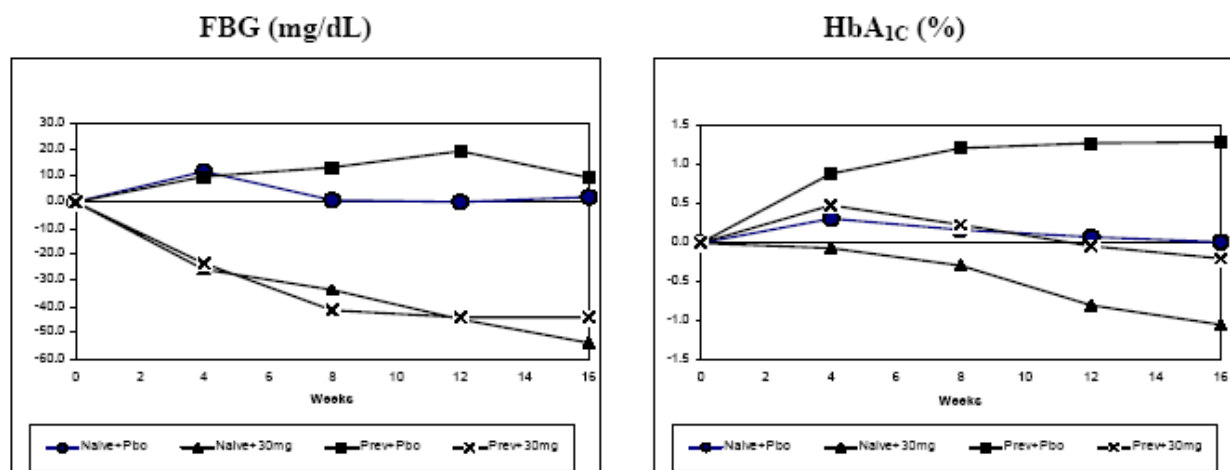 FBG (mg/dL)
30.0
20.0
10.0
0.0
-10.0
-20.0
-30.0
-40.0
-50.0
-60.0
0 2 4 6 8 10 12 14 16
Weeks
Naive+Pbo Naive+30mg Prev+Pbo Prev+30mg
HbA1C (%)
1.5
1.0
0.5
0.0
-0.5
-1.0
-1.5
0 2 4 6 8 10 12 14 16
Weeks
Naive+Pbo Naive+30mg Prev+Pbo Prev+30mg